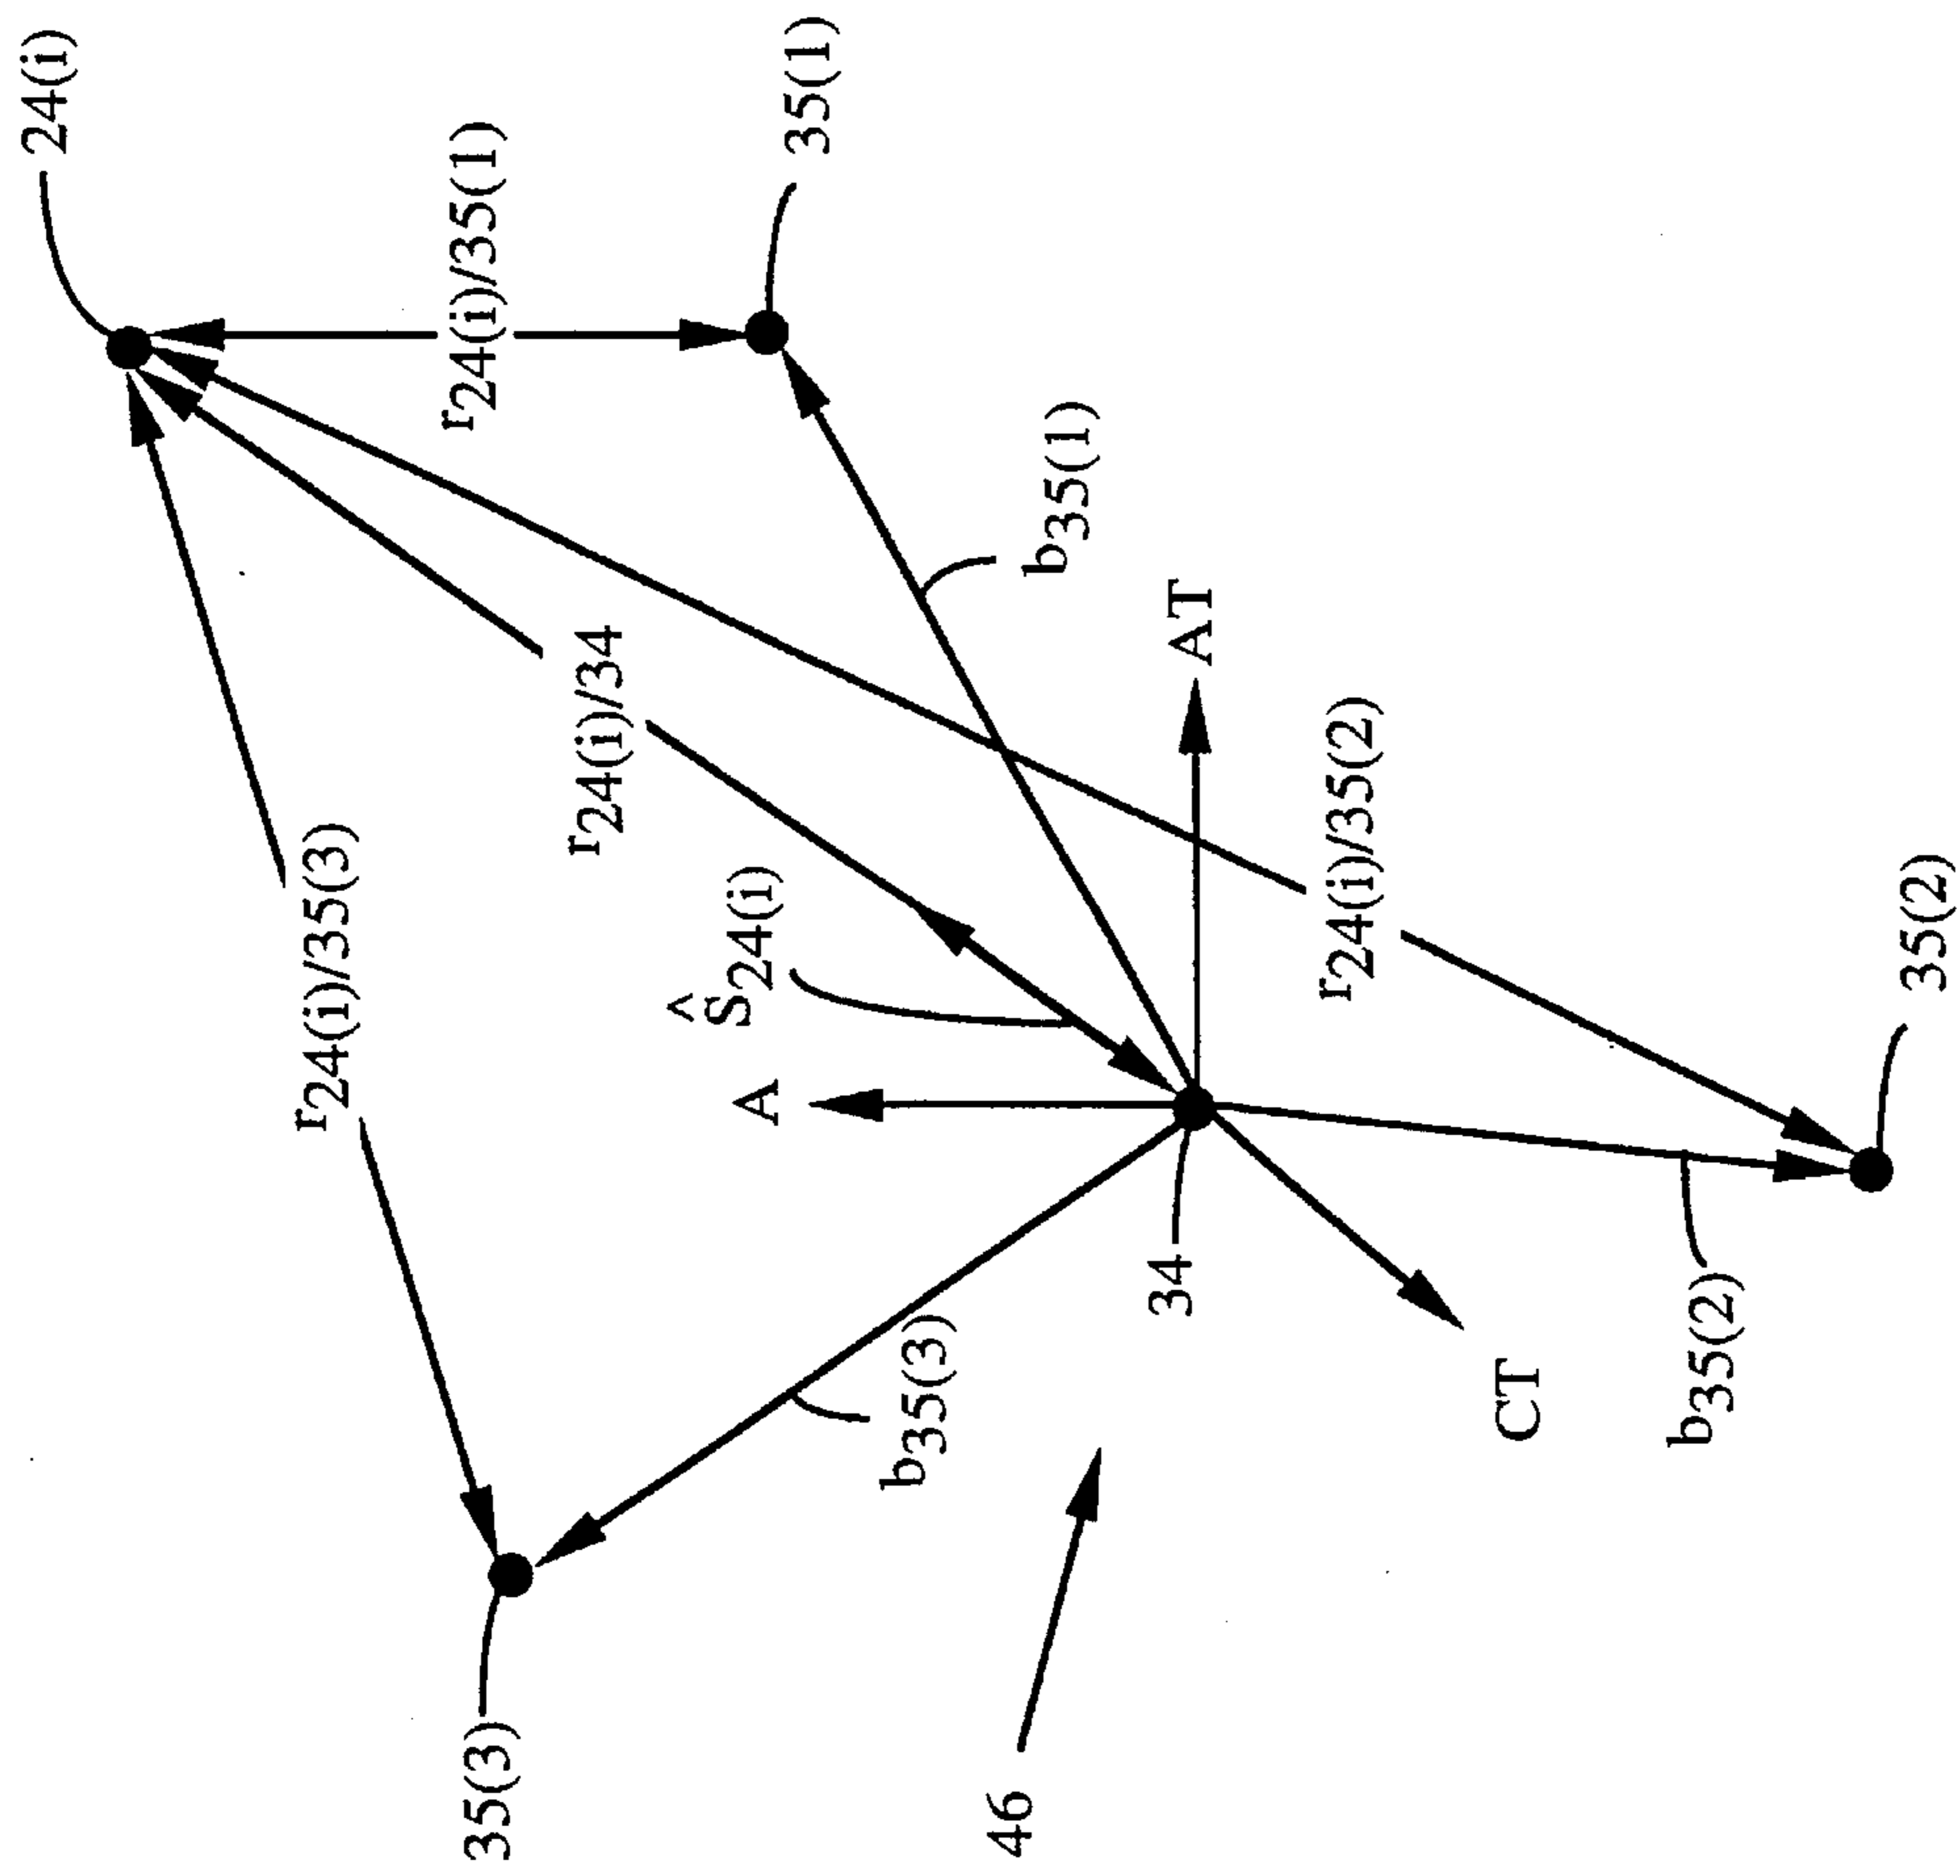 35(3)
46
r24(i)/35(3)
b35(3)
34
CT
b35(2)
A
Ŝ24(i)
r24(i)/34
r24(i)/35(2)
35(2)
AT
b35(1)
r24(i)/35(1)
24(i)
35(1)